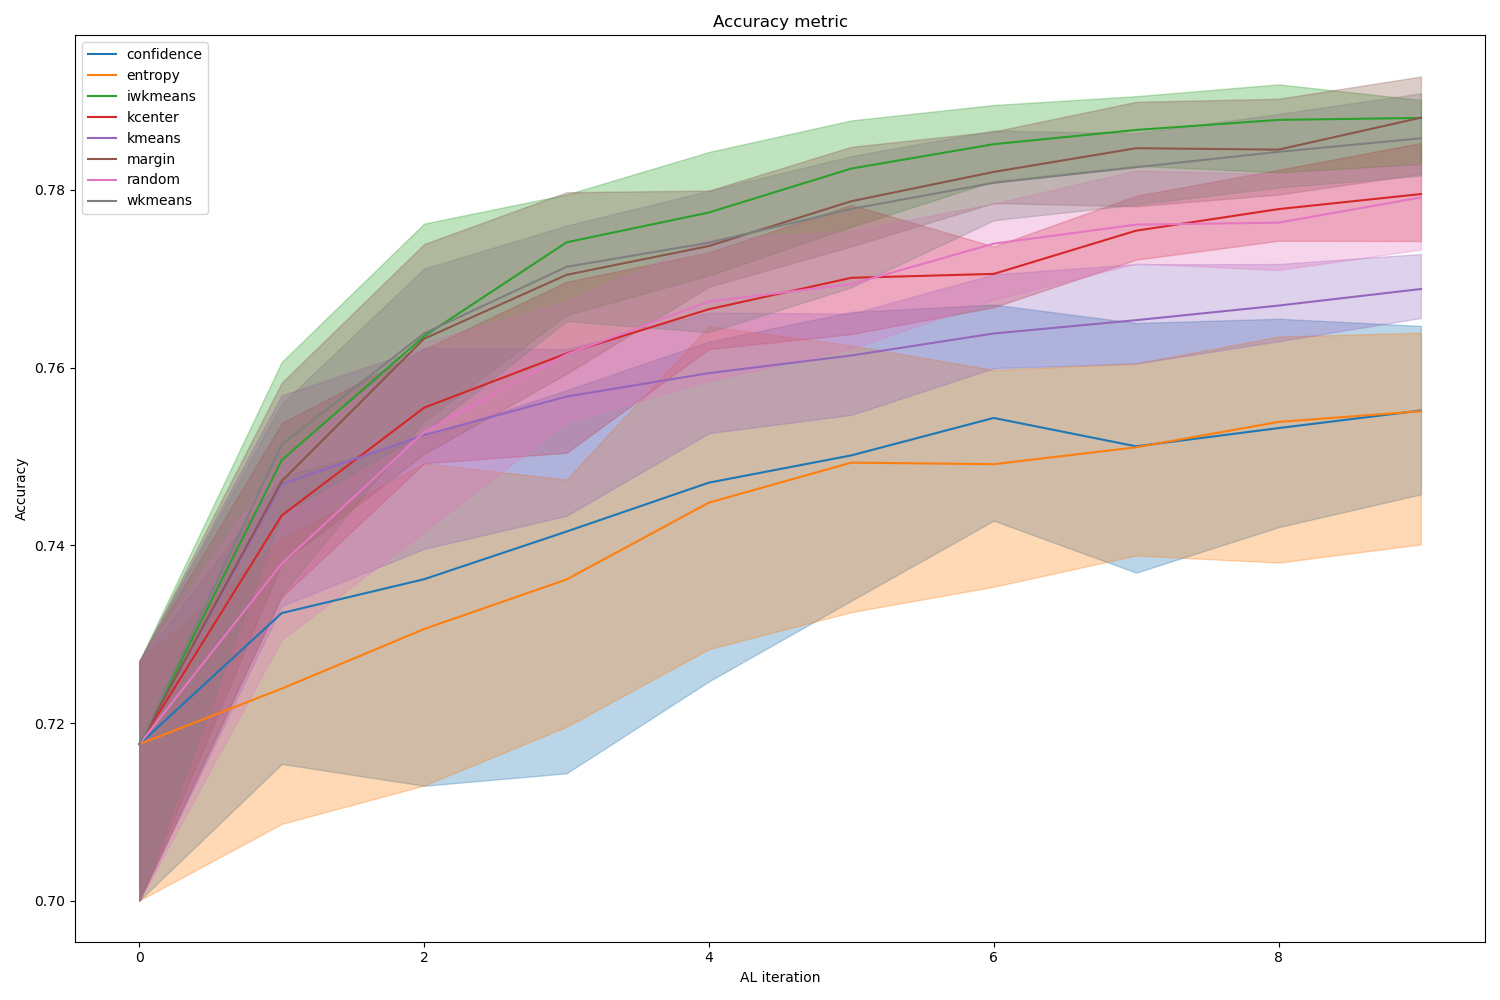 Accuracy metric
confidence
entropy
iwkmeans
kcenter
kmeans
margin
random
wkmeans
Accuracy
0.78
0.76
0.74
0.72
0.70
0
2
4
6
8
AL iteration